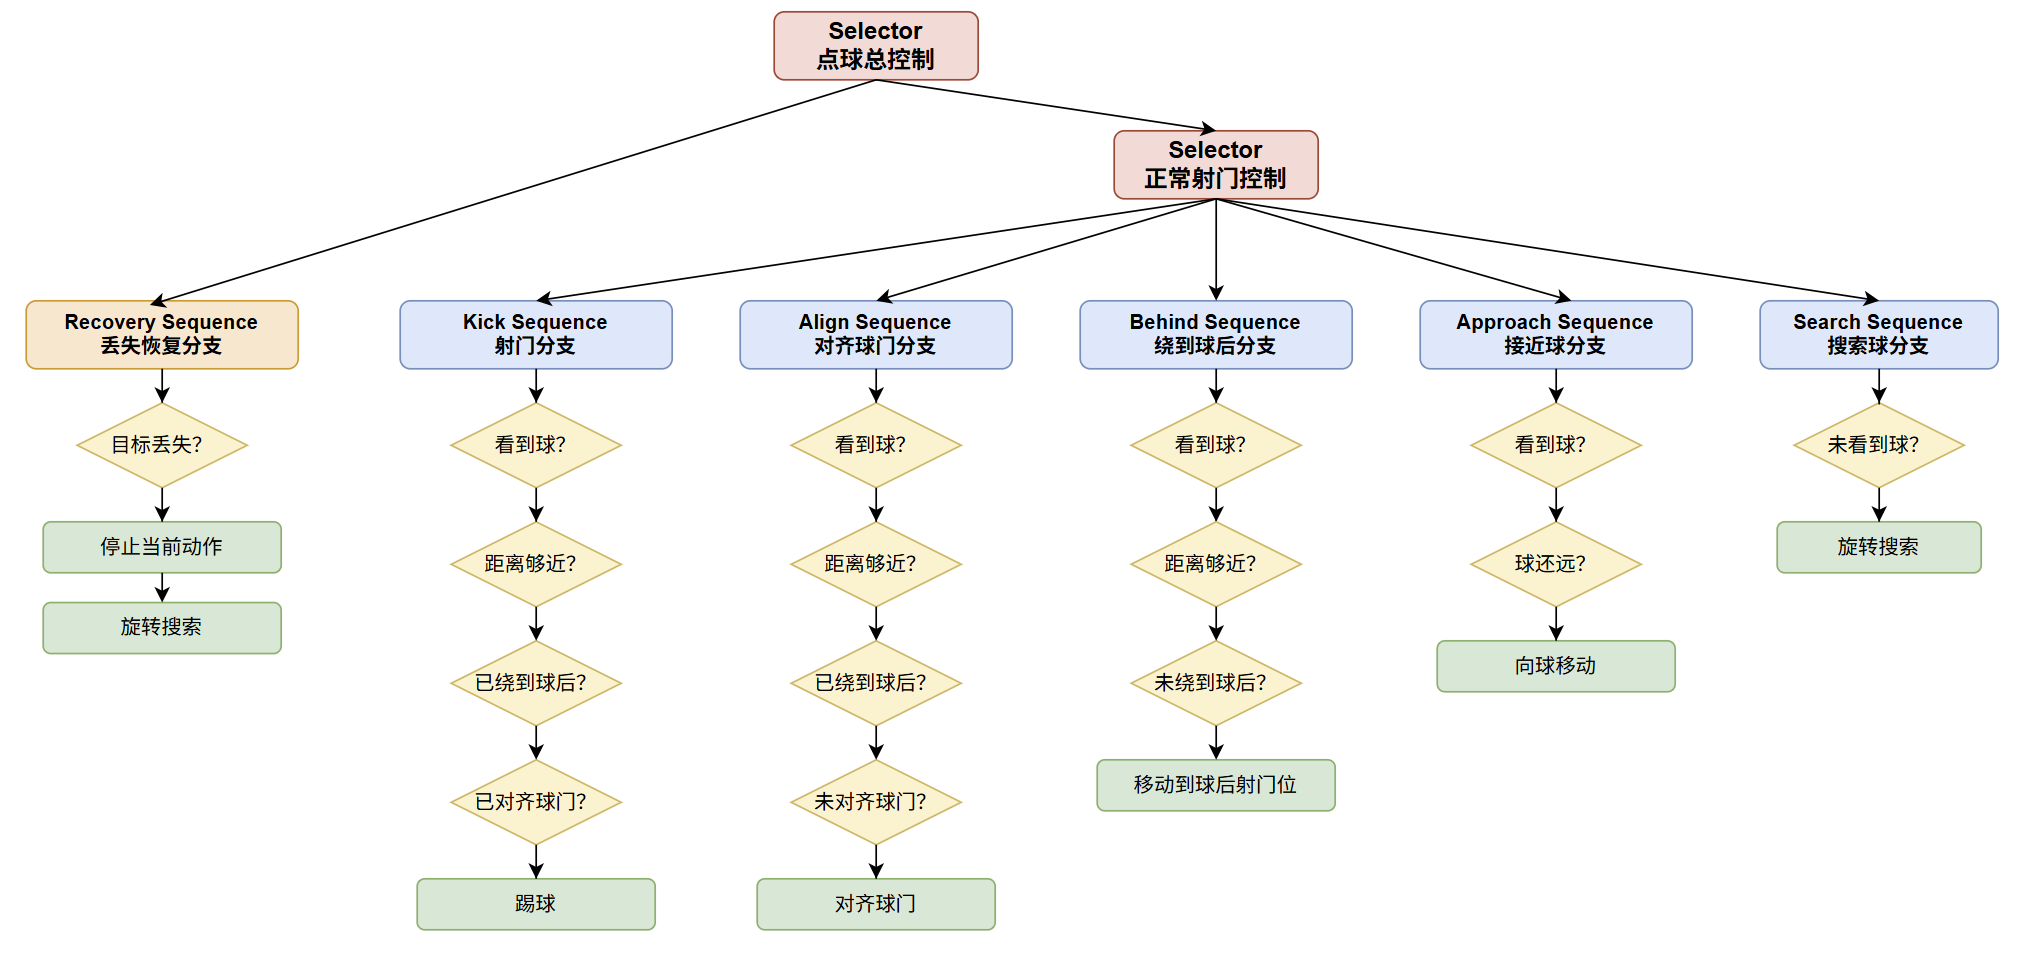 Selector
点球总控制
Selector
正常射门控制
Recovery Sequence
丢失恢复分支
Kick Sequence
射门分支
Align Sequence
对齐球门分支
Behind Sequence
绕到球后分支
Approach Sequence
接近球分支
Search Sequence
搜索球分支
目标丢失？
看到球？
看到球？
看到球？
看到球？
未看到球？
停止当前动作
距离够近？
距离够近？
距离够近？
球还远？
旋转搜索
旋转搜索
已绕到球后？
已绕到球后？
未绕到球后？
向球移动
已对齐球门？
未对齐球门？
移动到球后射门位
踢球
对齐球门